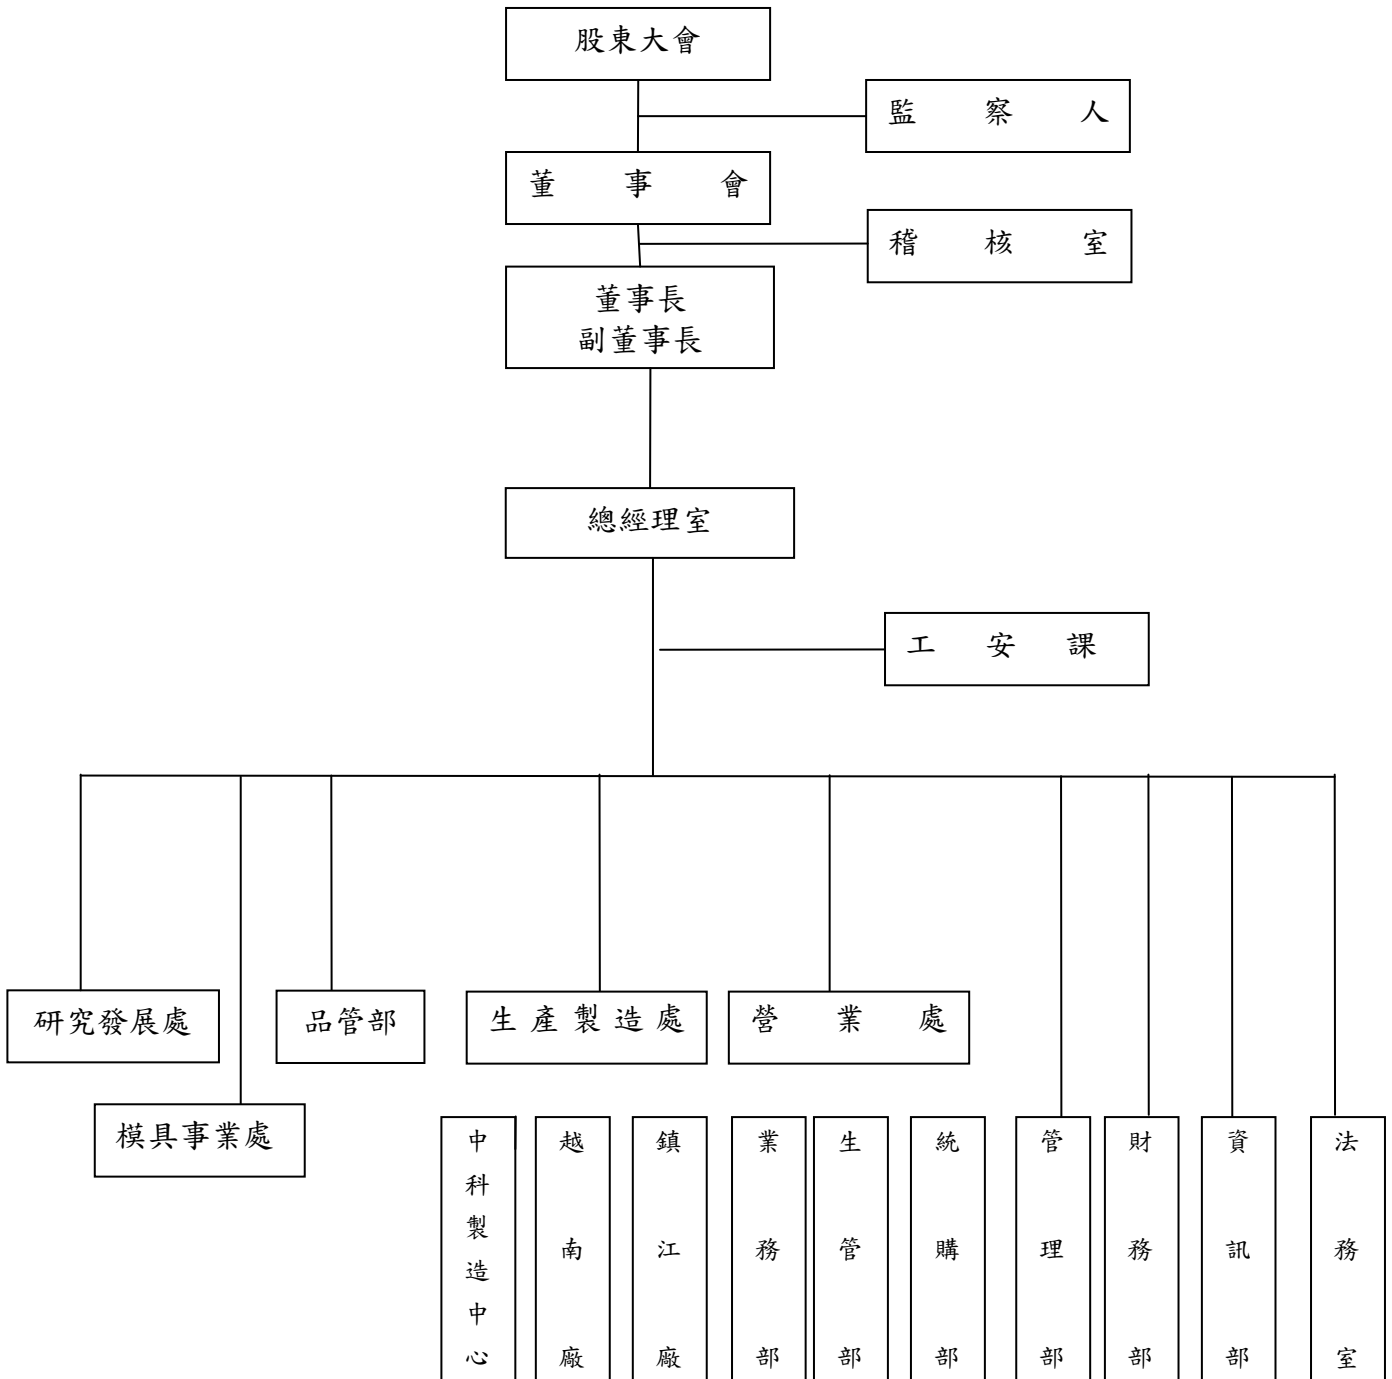 股東大會
監察人
董事會
稽核室
董事長
副董事長
總經理室
工安課
研究發展處
品管部
生產製造處
營業處
模具事業處
中科製造中心
越南廠
鎮江廠
業務部
生管部
統購部
管理部
財務部
資訊部
法務室